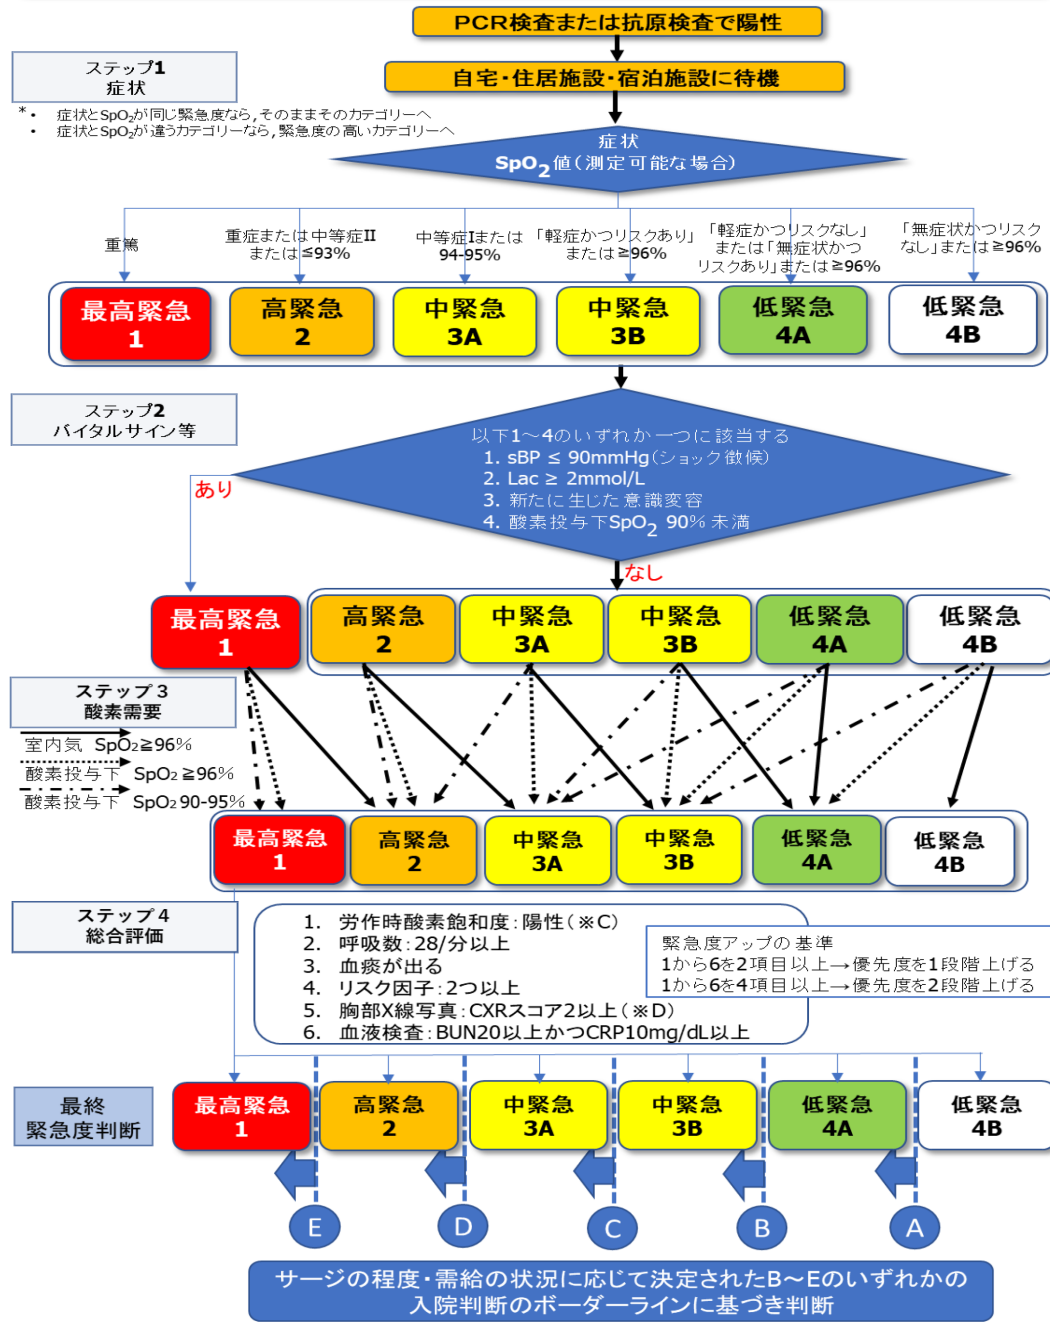 PCR検査または抗原検査で陽性
自宅・住居施設・宿泊施設に待機
ステップ1
症状
*・ 症状とSpO₂が同じ緊急度なら,そのままそのカテゴリーへ
・ 症状とSpO₂が違うカテゴリーなら,緊急度の高いカテゴリーへ
症状
SpO₂値(測定可能な場合)
重篤
重症または中等症II
または≦93%
中等症Iまたは
94-95%
「軽症かつリスクあり」
または≧96%
「軽症かつリスクなし」
または「無症状かつ
リスクあり」または≧96%
「無症状かつリスク
なし」または≧96%
最高緊急
1
高緊急
2
中緊急
3A
中緊急
3B
低緊急
4A
低緊急
4B
ステップ2
バイタルサイン等
以下1~4のいずれか一つに該当する
1. sBP ≤ 90mmHg(ショック徴候)
2. Lac ≥ 2mmol/L
3. 新たに生じた意識変容
4. 酸素投与下SpO₂ 90%未満
あり
なし
最高緊急
1
高緊急
2
中緊急
3A
中緊急
3B
低緊急
4A
低緊急
4B
ステップ3
酸素需要
室内気 SpO₂≧96%
酸素投与下 SpO₂≧96%
酸素投与下 SpO₂90-95%
最高緊急
1
高緊急
2
中緊急
3A
中緊急
3B
低緊急
4A
低緊急
4B
ステップ4
総合評価
1. 労作時酸素飽和度:陽性(※C)
2. 呼吸数:28/分以上
3. 血痰が出る
4. リスク因子:2つ以上
5. 胸部X線写真:CXRスコア2以上(※D)
6. 血液検査:BUN20以上かつCRP10mg/dL以上
緊急度アップの基準
1から6を2項目以上→優先度を1段階上げる
1から6を4項目以上→優先度を2段階上げる
最終
緊急度判断
最高緊急
1
高緊急
2
中緊急
3A
中緊急
3B
低緊急
4A
低緊急
4B
E
D
C
B
A
サージの程度・需給の状況に応じて決定されたB~Eのいずれかの
入院判断のボーダーラインに基づき判断